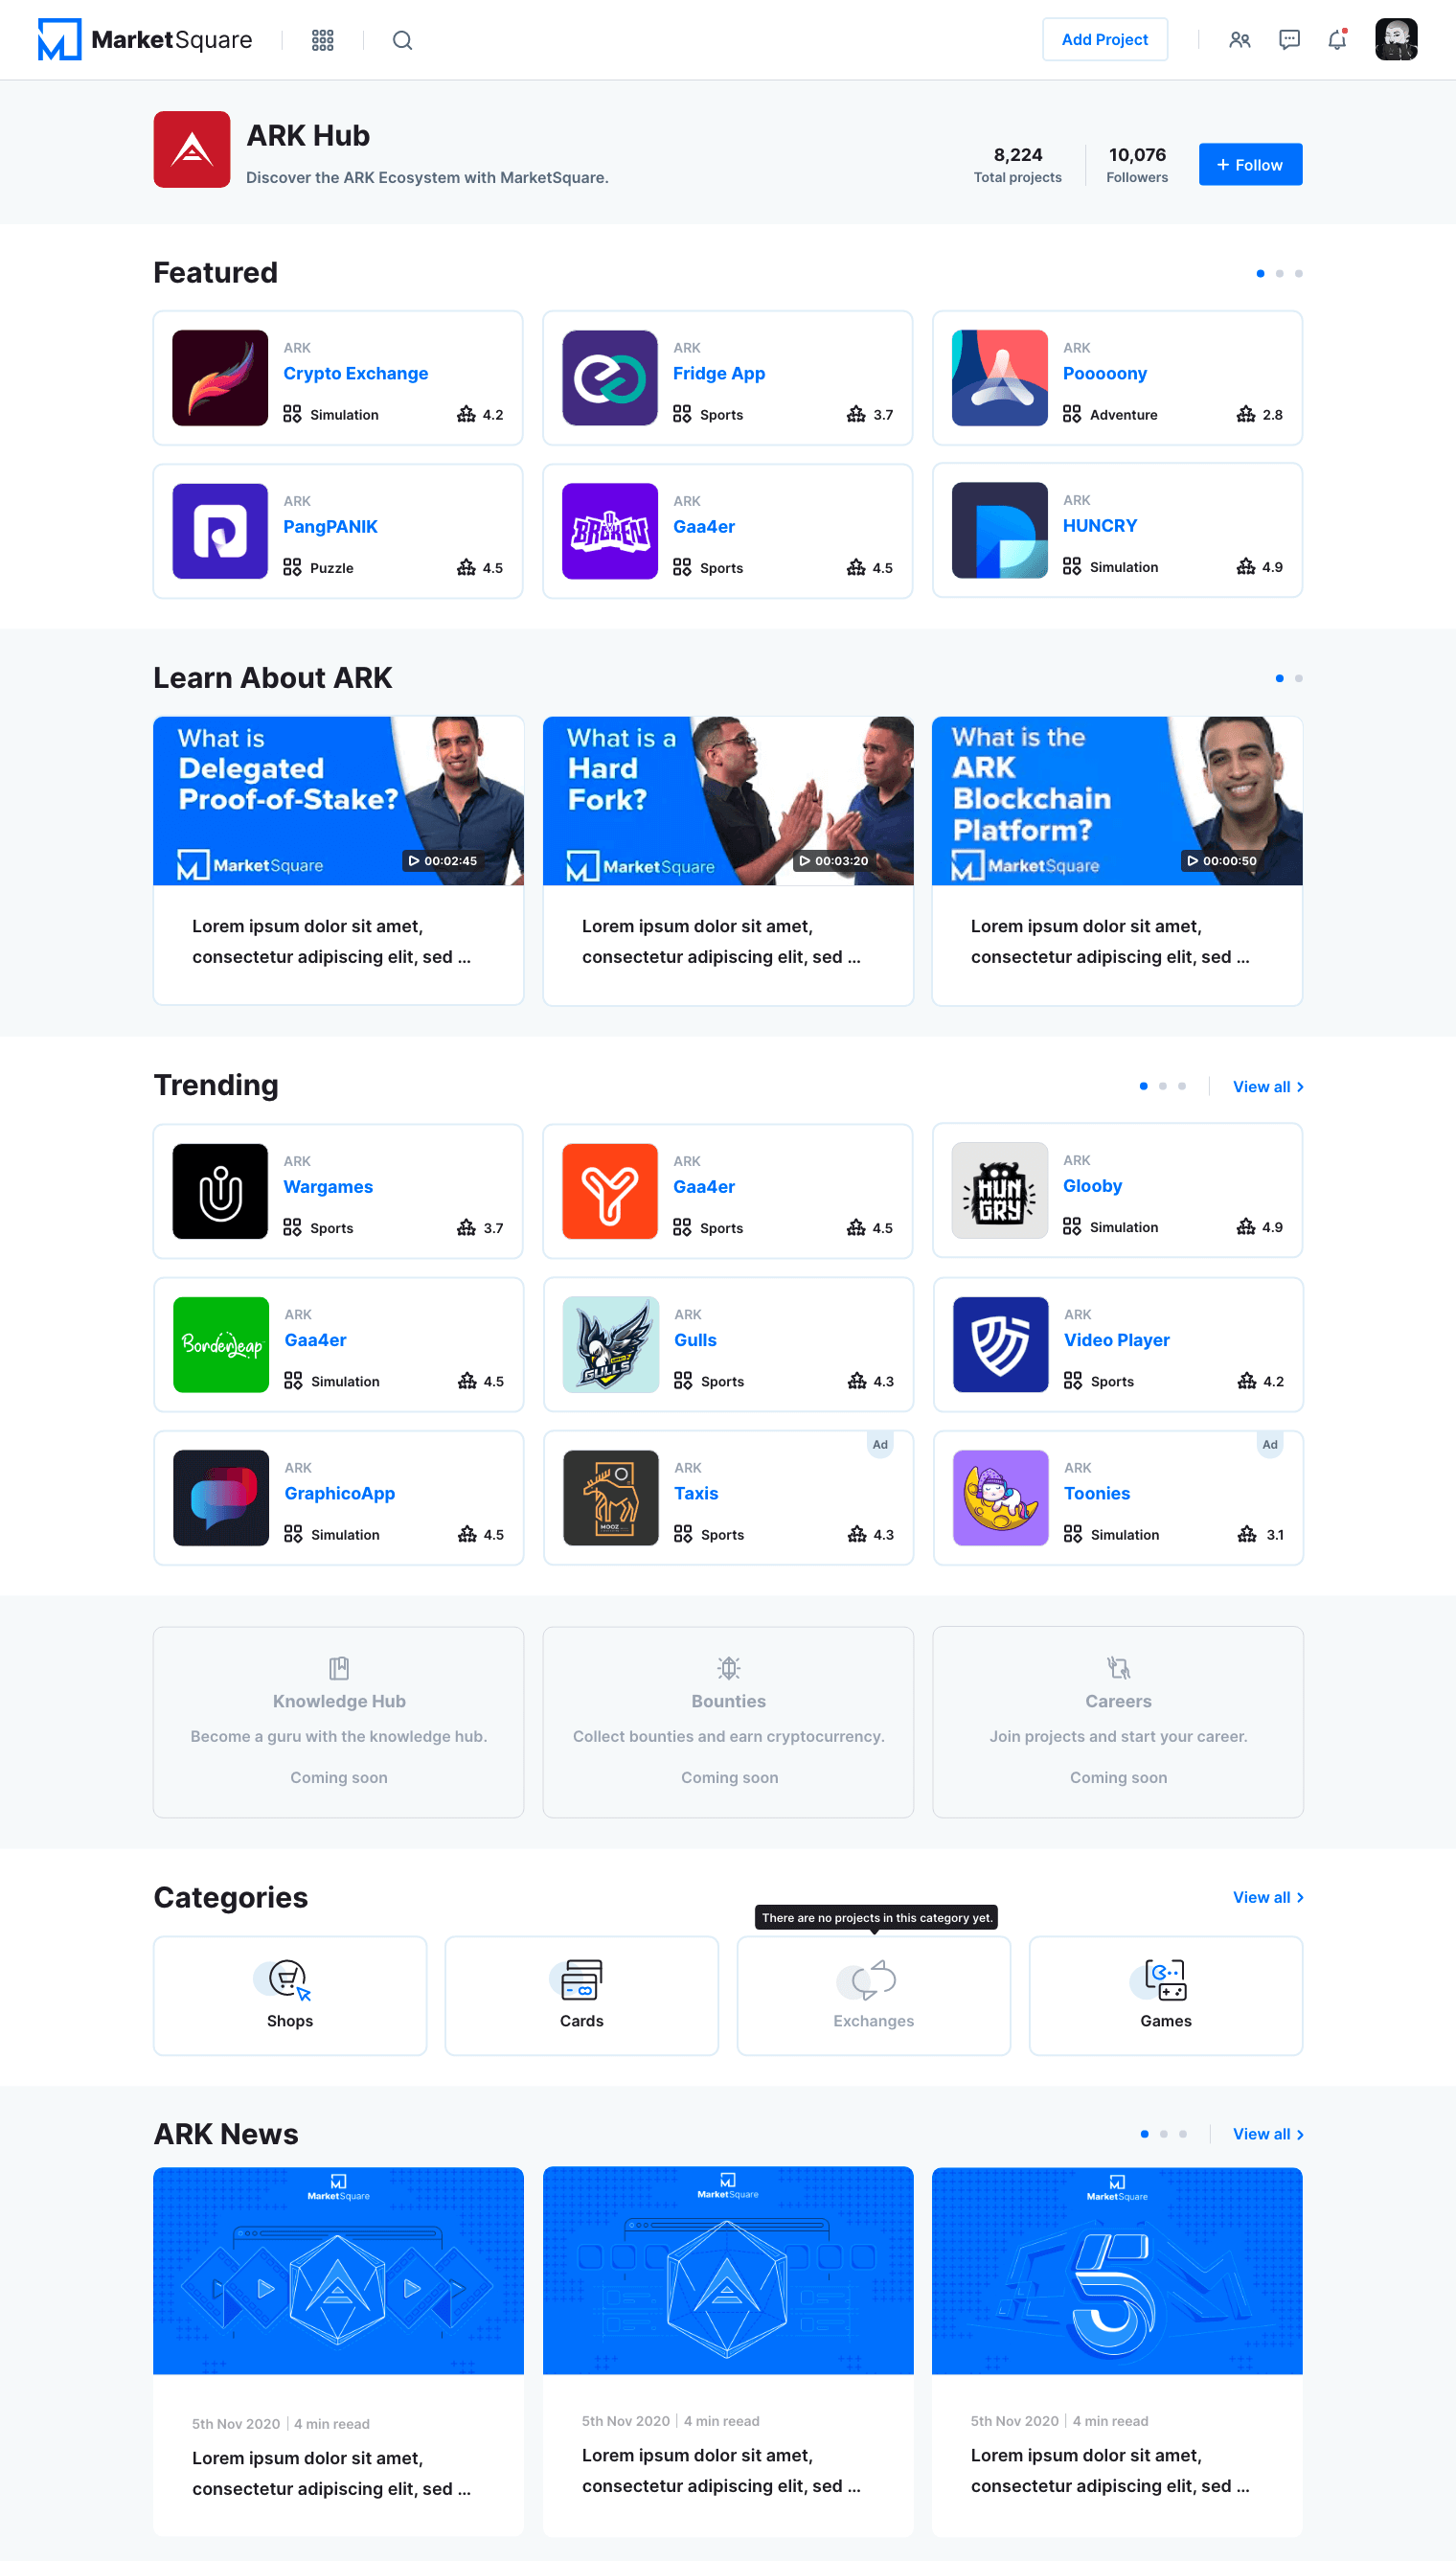 MarketSquare
Add Project
ARK Hub
Discover the ARK Ecosystem with MarketSquare.
8,224
Total projects
10,076
Followers
+ Follow
Featured
ARK
Crypto Exchange
Simulation
4.2
ARK
Fridge App
Sports
3.7
ARK
Pooooony
Adventure
2.8
ARK
PangPANIK
Puzzle
4.5
BROKEN
ARK
Gaa4er
Sports
4.5
ARK
HUNCRY
Simulation
4.9
Learn About ARK
What is
Delegated
Proof-of-Stake?
MarketSquare
00:02:45
Lorem ipsum dolor sit amet,
consectetur adipiscing elit, sed ...
What is a
Hard
Fork?
MarketSquare
00:03:20
Lorem ipsum dolor sit amet,
consectetur adipiscing elit, sed ...
What is the
ARK
Blockchain
Platform?
MarketSquare
00:00:50
Lorem ipsum dolor sit amet,
consectetur adipiscing elit, sed ...
Trending
View all
ARK
Wargames
Sports
3.7
ARK
Gaa4er
Sports
4.5
HUN
GRY
ARK
Glooby
Simulation
4.9
Borderleap
ARK
Gaa4er
Simulation
4.5
GULLS
ARK
Gulls
Sports
4.3
ARK
Video Player
Sports
4.2
ARK
GraphicoApp
Simulation
4.5
MOOZ
Ad
ARK
Taxis
Sports
4.3
Ad
ARK
Toonies
Simulation
3.1
Knowledge Hub
Become a guru with the knowledge hub.
Coming soon
Bounties
Collect bounties and earn cryptocurrency.
Coming soon
Careers
Join projects and start your career.
Coming soon
Categories
View all
There are no projects in this category yet.
Shops
Cards
Exchanges
Games
ARK News
View all
MarketSquare
5th Nov 2020 | 4 min reead
Lorem ipsum dolor sit amet,
consectetur adipiscing elit, sed ...
MarketSquare
5th Nov 2020 | 4 min reead
Lorem ipsum dolor sit amet,
consectetur adipiscing elit, sed ...
MarketSquare
5
5th Nov 2020 | 4 min reead
Lorem ipsum dolor sit amet,
consectetur adipiscing elit, sed ...